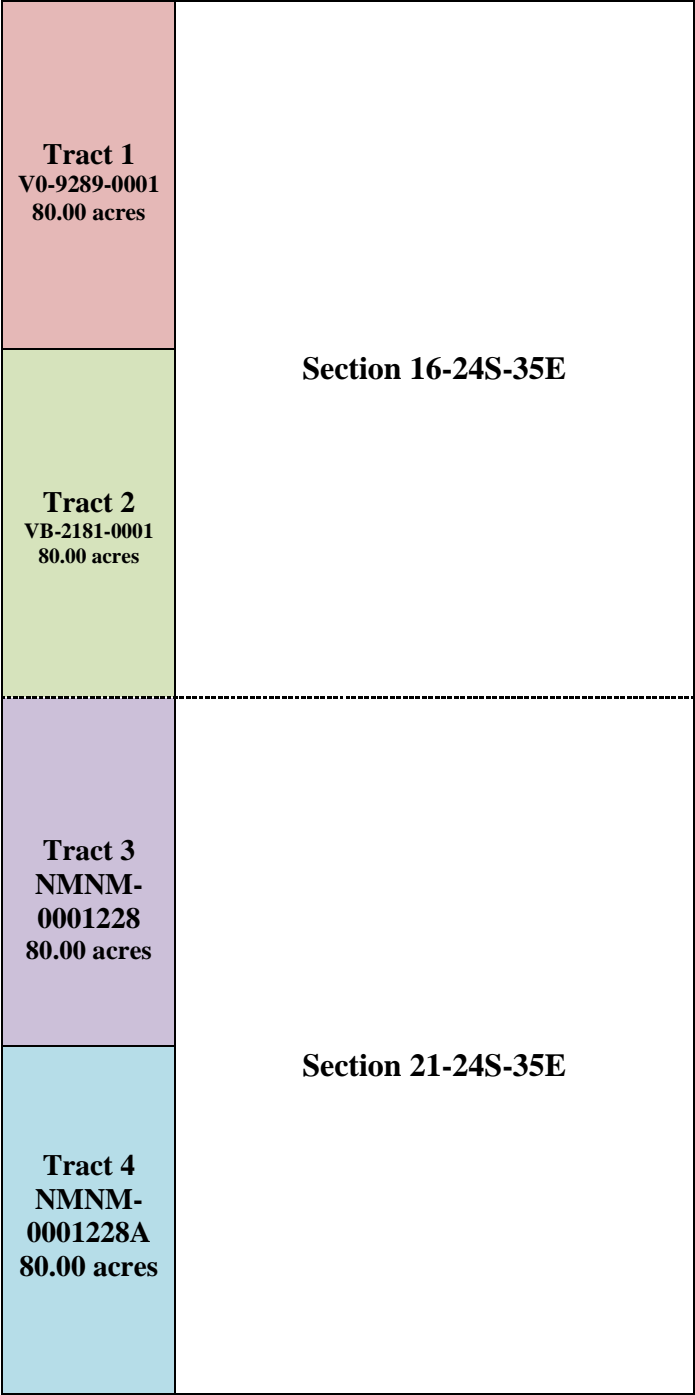 Tract 1
V0-9289-0001
80.00 acres
Section 16-24S-35E
Tract 2
VB-2181-0001
80.00 acres
Tract 3
NMNM-
0001228
80.00 acres
Section 21-24S-35E
Tract 4
NMNM-
0001228A
80.00 acres